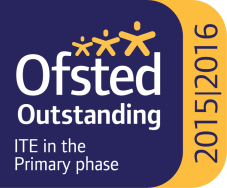 Ofsted
Outstanding
ITE in the
Primary phase
2015|2016